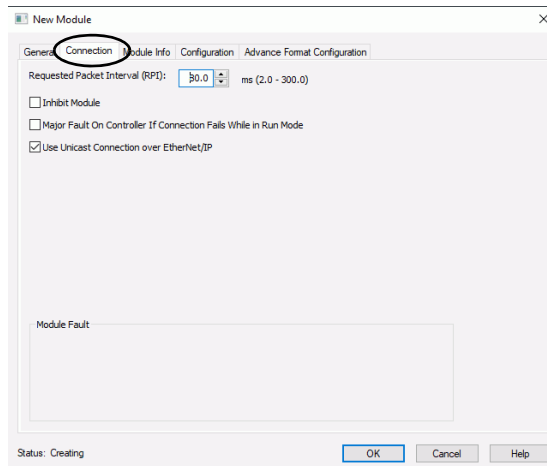 New Module
General Connection Module Info Configuration Advance Format Configuration
Requested Packet Interval (RPI): 80.0 ms (2.0 - 300.0)
Inhibit Module
Major Fault On Controller If Connection Fails While in Run Mode
Use Unicast Connection over EtherNet/IP
Module Fault
Status: Creating OK Cancel Help